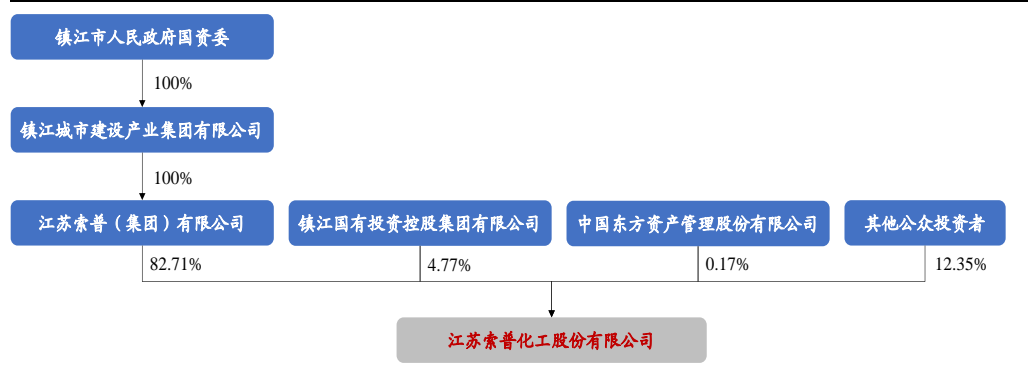 镇江市人民政府国资委
100%
镇江城市建设产业集团有限公司
100%
江苏索普（集团）有限公司
镇江国有投资控股集团有限公司
中国东方资产管理股份有限公司
其他公众投资者
82.71%
4.77%
0.17%
12.35%
江苏索普化工股份有限公司